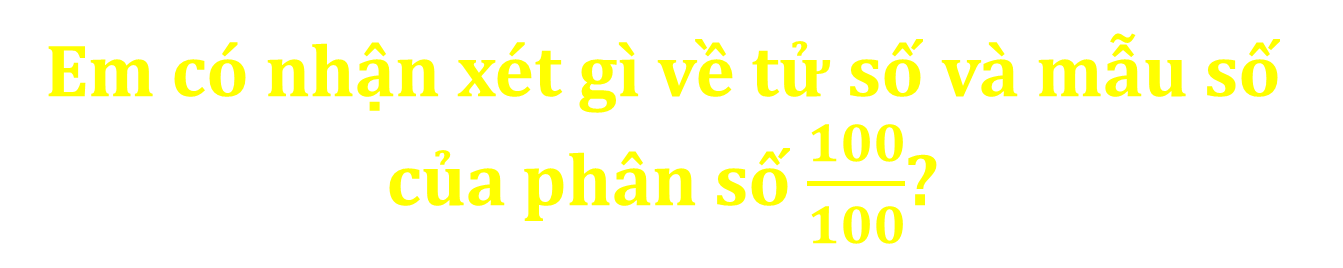 Em có nhận xét gì về tử số và mẫu số
của phân số 100/100?